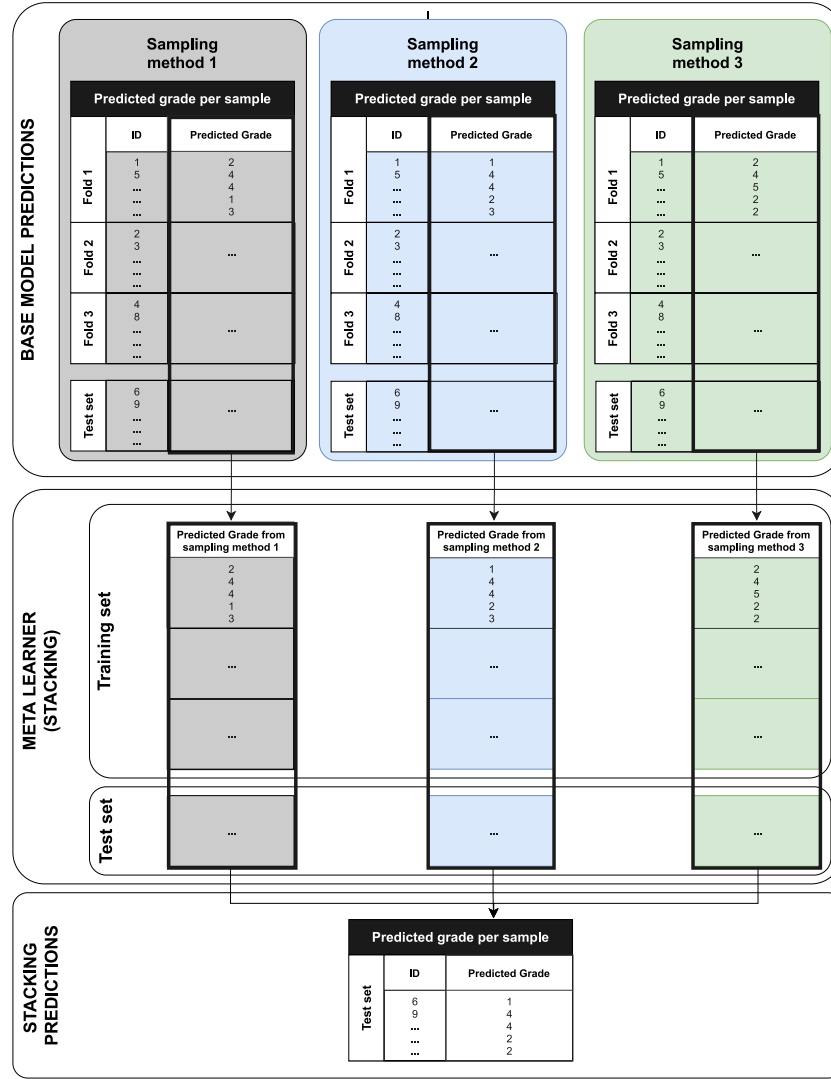 BASE MODEL PREDICTIONS
Sampling
method 1
Predicted grade per sample
ID Predicted Grade
Fold 1
1 2
5 4
... 4
... 1
... 3
Fold 2
2
3
...
...
...
...
Fold 3
4
8
...
...
...
...
Test set
6
9
...
...
...
Sampling
method 2
Predicted grade per sample
ID Predicted Grade
Fold 1
1 1
5 4
... 4
... 2
... 3
Fold 2
2
3
...
...
...
...
Fold 3
4
8
...
...
...
...
Test set
6
9
...
...
...
Sampling
method 3
Predicted grade per sample
ID Predicted Grade
Fold 1
1 2
5 4
... 5
... 2
... 2
Fold 2
2
3
...
...
...
...
Fold 3
4
8
...
...
...
...
Test set
6
9
...
...
...
META LEARNER
(STACKING)
Training set
Predicted Grade from
sampling method 1
2
4
4
1
3
...
...
Predicted Grade from
sampling method 2
1
4
4
2
3
...
...
Predicted Grade from
sampling method 3
2
4
5
2
2
...
...
Test set
... ... ...
STACKING
PREDICTIONS
Predicted grade per sample
ID Predicted Grade
Test set
6 1
9 4
... 4
... 2
... 2